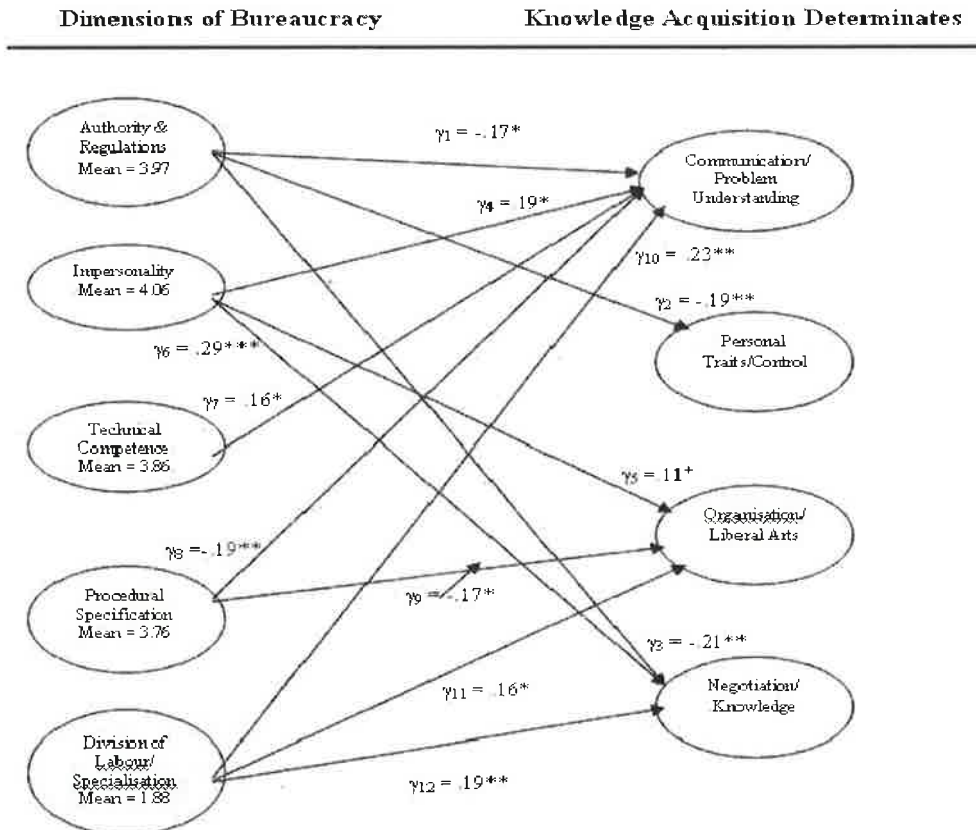 Dimensions of Bureaucracy
Knowledge Acquisition Determinates
Authority &
Regulations
Mean = 3.97
γ1 = -.17*
Communication/
Problem
Understanding
γ4 = .19*
Impersonality
Mean = 4.06
γ10 = .23**
γ2 = -.19**
γ6 = .29***
Personal
Traits/Control
γ7 = .16*
Technical
Competence
Mean = 3.86
γ5 = .11+
Organisation/
Liberal Arts
γ8 = -.19**
Procedural
Specification
Mean = 3.76
γ9 = -.17*
γ3 = -.21**
Negotiation/
Knowledge
γ11 = .16*
Division of
Labour/
Specialisation
Mean = 1.88
γ12 = .19**